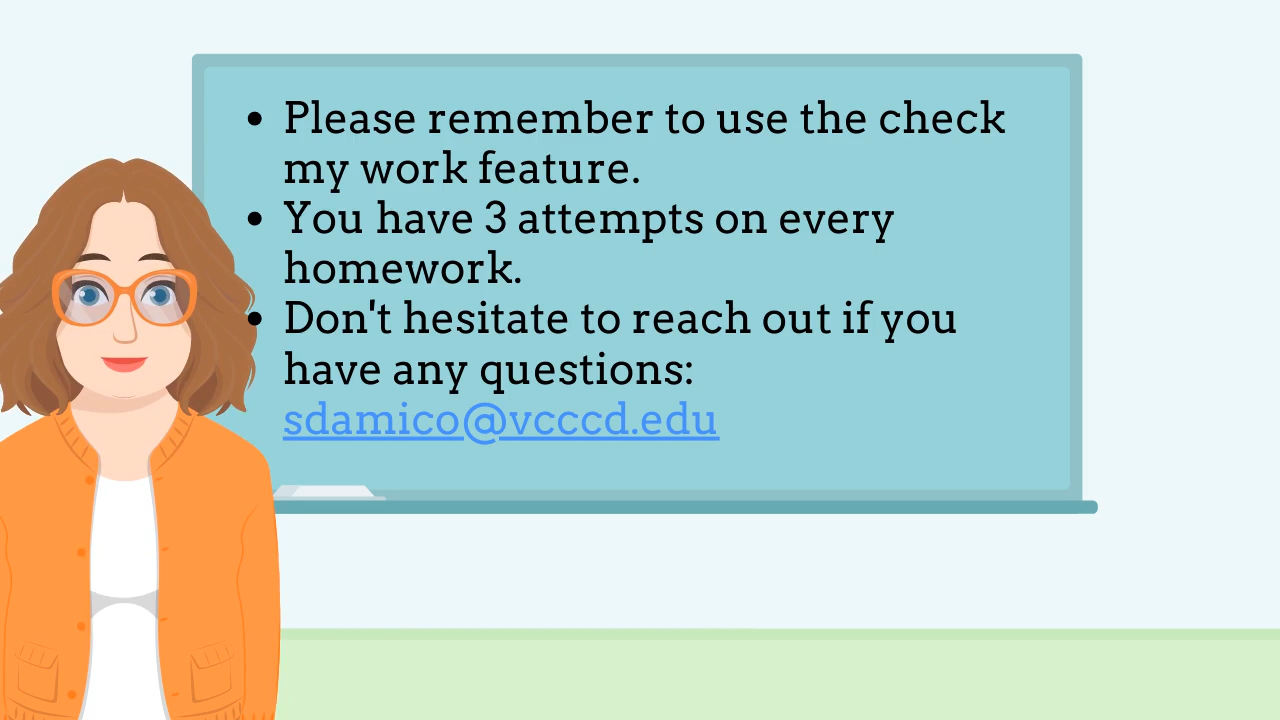 • Please remember to use the check
my work feature.
• You have 3 attempts on every
homework.
• Don't hesitate to reach out if you
have any questions:
sdamico@vcccd.edu